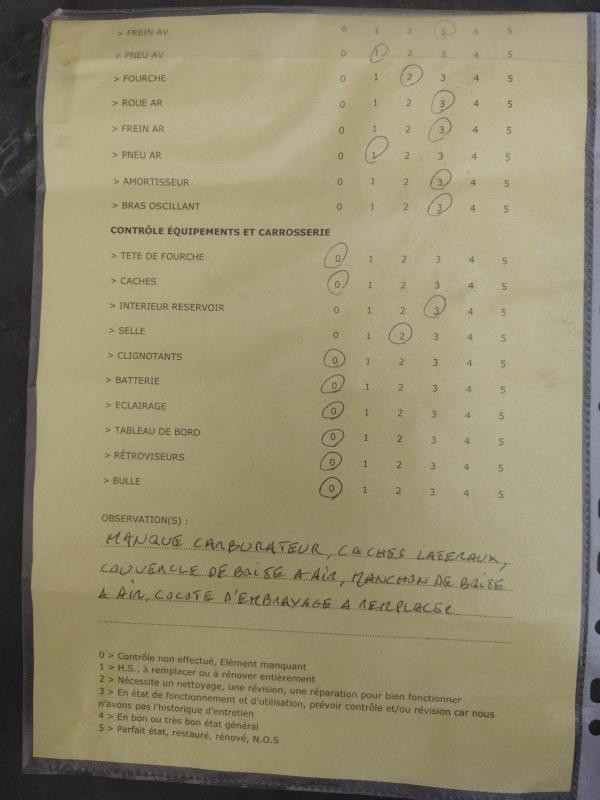 > FREIN AV 0 1 2 3 4 5
> PNEU AV 0 1 2 3 4 5
> FOURCHE 0 1 2 3 4 5
> ROUE AR 0 1 2 3 4 5
> FREIN AR 0 1 2 3 4 5
> PNEU AR 0 1 2 3 4 5
> AMORTISSEUR 0 1 2 3 4 5
> BRAS OSCILLANT 0 1 2 3 4 5
CONTRÔLE ÉQUIPEMENTS ET CARROSSERIE
> TETE DE FOURCHE 0 1 2 3 4 5
> CACHES 0 1 2 3 4 5
> INTERIEUR RESERVOIR 0 1 2 3 4 5
> SELLE 0 1 2 3 4 5
> CLIGNOTANTS 0 1 2 3 4 5
> BATTERIE 0 1 2 3 4 5
> ECLAIRAGE 0 1 2 3 4 5
> TABLEAU DE BORD 0 1 2 3 4 5
> RÉTROVISEURS 0 1 2 3 4 5
> BULLE 0 1 2 3 4 5
OBSERVATION(S) :
MANQUE CARBURATEUR, CACHES LATERAUX,
COUVERCLE DE BOITE A AIR, MANCHON DE BOITE
A AIR, COCOTE D'EMBRAYAGE A REMPLACER
0 > Contrôle non effectué, Elément manquant
1 > H.S., à remplacer ou à rénover entièrement
2 > Nécessite un nettoyage, une révision, une réparation pour bien fonctionner
3 > En état de fonctionnement et d'utilisation, prévoir contrôle et/ou révision car nous
n'avons pas l'historique d'entretien
4 > En bon ou très bon état général
5 > Parfait état, restauré, rénové, N.O.S